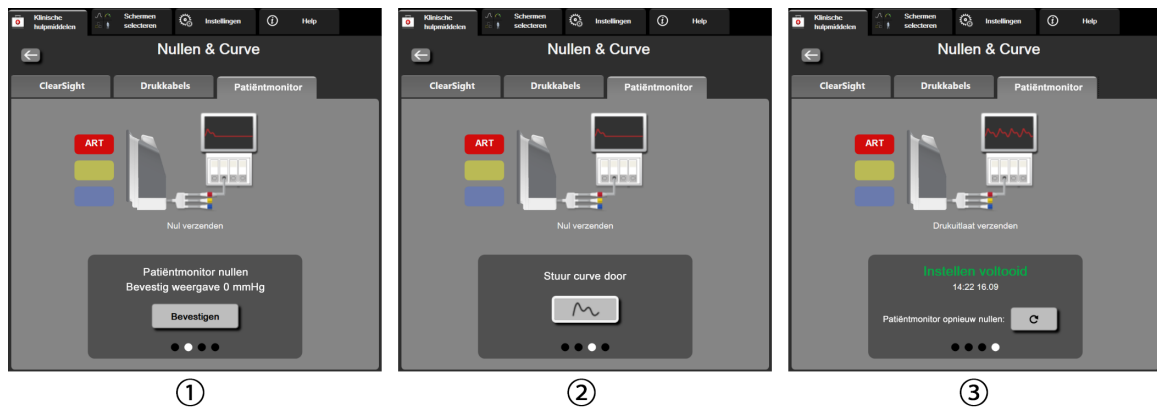 Klinische
hulpmiddelen
Schermen
selecteren
Instellingen
Help
Nullen & Curve
ClearSight
Drukkabels
Patiëntmonitor
ART
Nul verzenden
Patiëntmonitor nullen
Bevestig weergave 0 mmHg
Bevestigen
①
Klinische
hulpmiddelen
Schermen
selecteren
Instellingen
Help
Nullen & Curve
ClearSight
Drukkabels
Patiëntmonitor
ART
Nul verzenden
Stuur curve door
②
Klinische
hulpmiddelen
Schermen
selecteren
Instellingen
Help
Nullen & Curve
ClearSight
Drukkabels
Patiëntmonitor
ART
Drukuitlaat verzenden
Instellen voltooid
14:22 16.09
Patiëntmonitor opnieuw nullen:
③